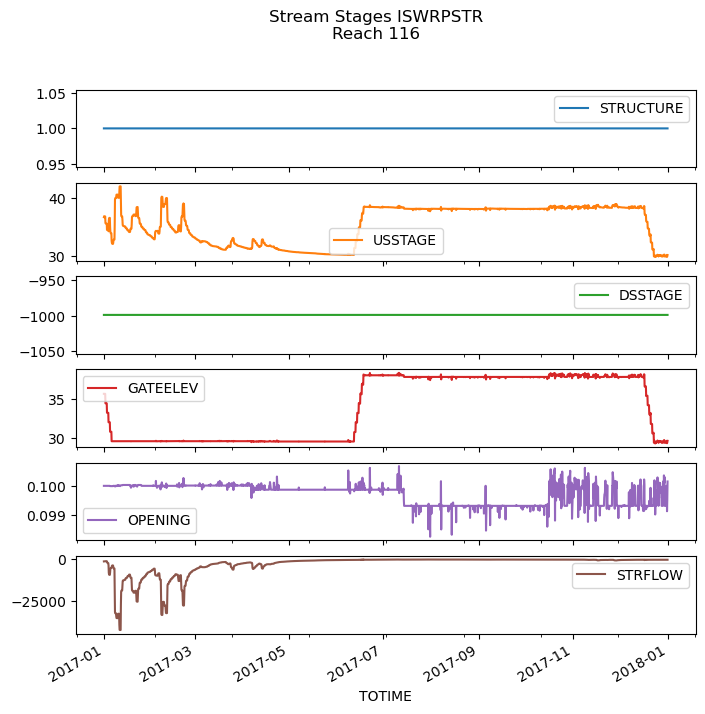 Stream Stages ISWRPSTR
Reach 116
1.05
1.00
0.95
STRUCTURE
40
30
USSTAGE
−950
−1000
−1050
DSSTAGE
35
30
GATEELEV
0.100
0.099
OPENING
0
−25000
STRFLOW
2017-01
2017-03
2017-05
2017-07
2017-09
2017-11
2018-01
TOTIME